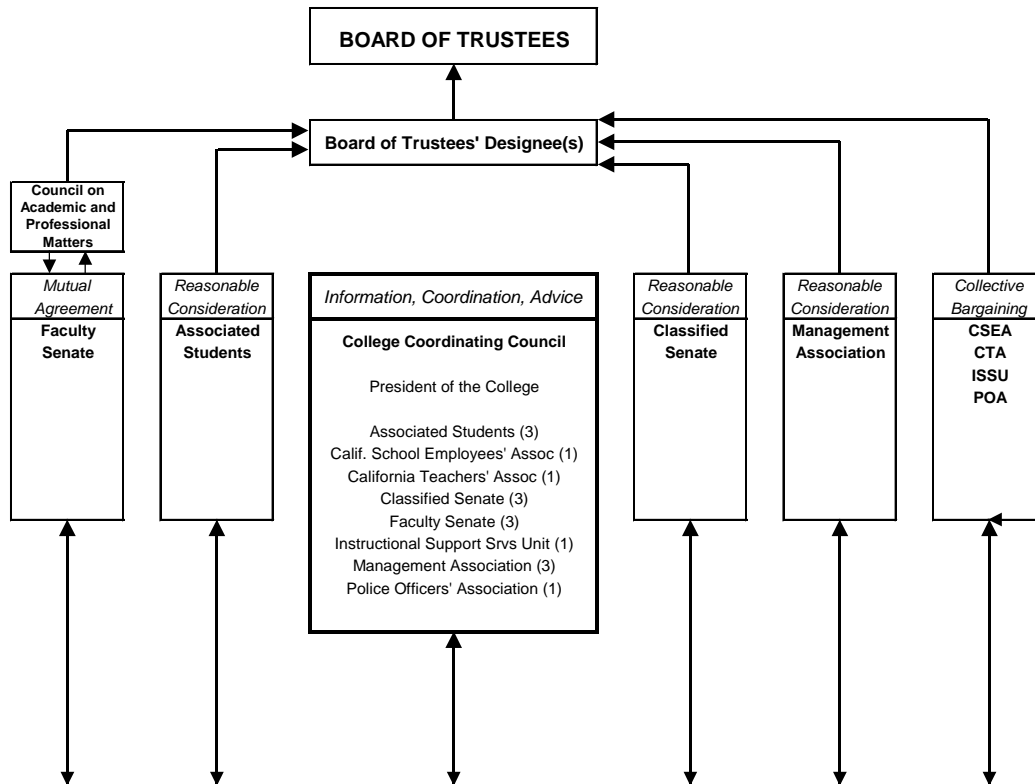 BOARD OF TRUSTEES
Board of Trustees' Designee(s)
Council on
Academic and
Professional
Matters
Mutual
Agreement
Faculty
Senate
Reasonable
Consideration
Associated
Students
Information, Coordination, Advice
College Coordinating Council
President of the College
Associated Students (3)
Calif. School Employees' Assoc (1)
California Teachers' Assoc (1)
Classified Senate (3)
Faculty Senate (3)
Instructional Support Srvs Unit (1)
Management Association (3)
Police Officers' Association (1)
Reasonable
Consideration
Classified
Senate
Reasonable
Consideration
Management
Association
Collective
Bargaining
CSEA
CTA
ISSU
POA